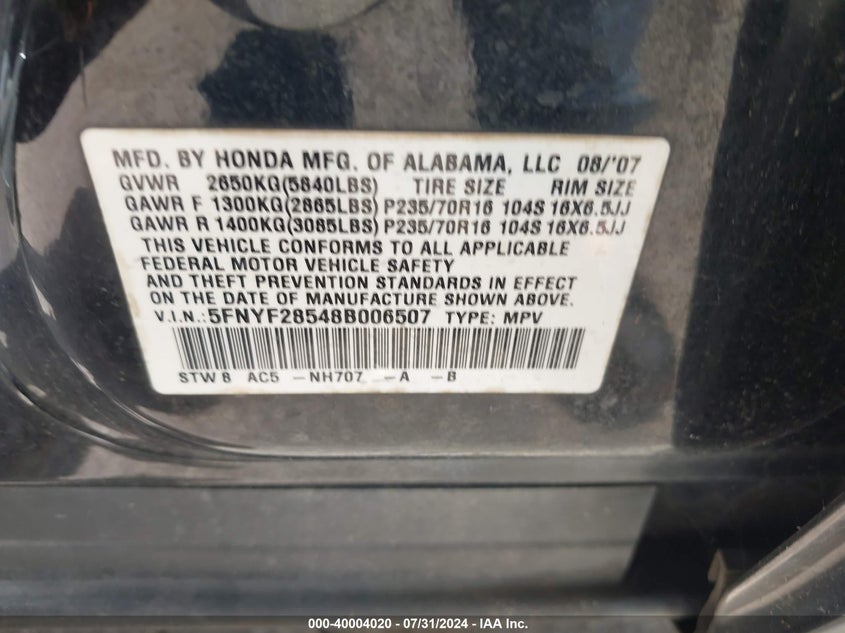 MFD. BY HONDA MFG. OF ALABAMA, LLC 08/'07
GVWR 2650KG(5840LBS) TIRE SIZE RIM SIZE
GAWR F 1300KG(2865LBS) P235/70R16 104S 16X6.5JJ
GAWR R 1400KG(3085LBS) P235/70R16 104S 16X6.5JJ
THIS VEHICLE CONFORMS TO ALL APPLICABLE
FEDERAL MOTOR VEHICLE SAFETY
AND THEFT PREVENTION STANDARDS IN EFFECT
ON THE DATE OF MANUFACTURE SHOWN ABOVE.
V.I.N.:5FNYF28548B006507 TYPE: MPV
STW 8 AC5 -NH707 -A -B
000-40004020 - 07/31/2024 - IAA Inc.